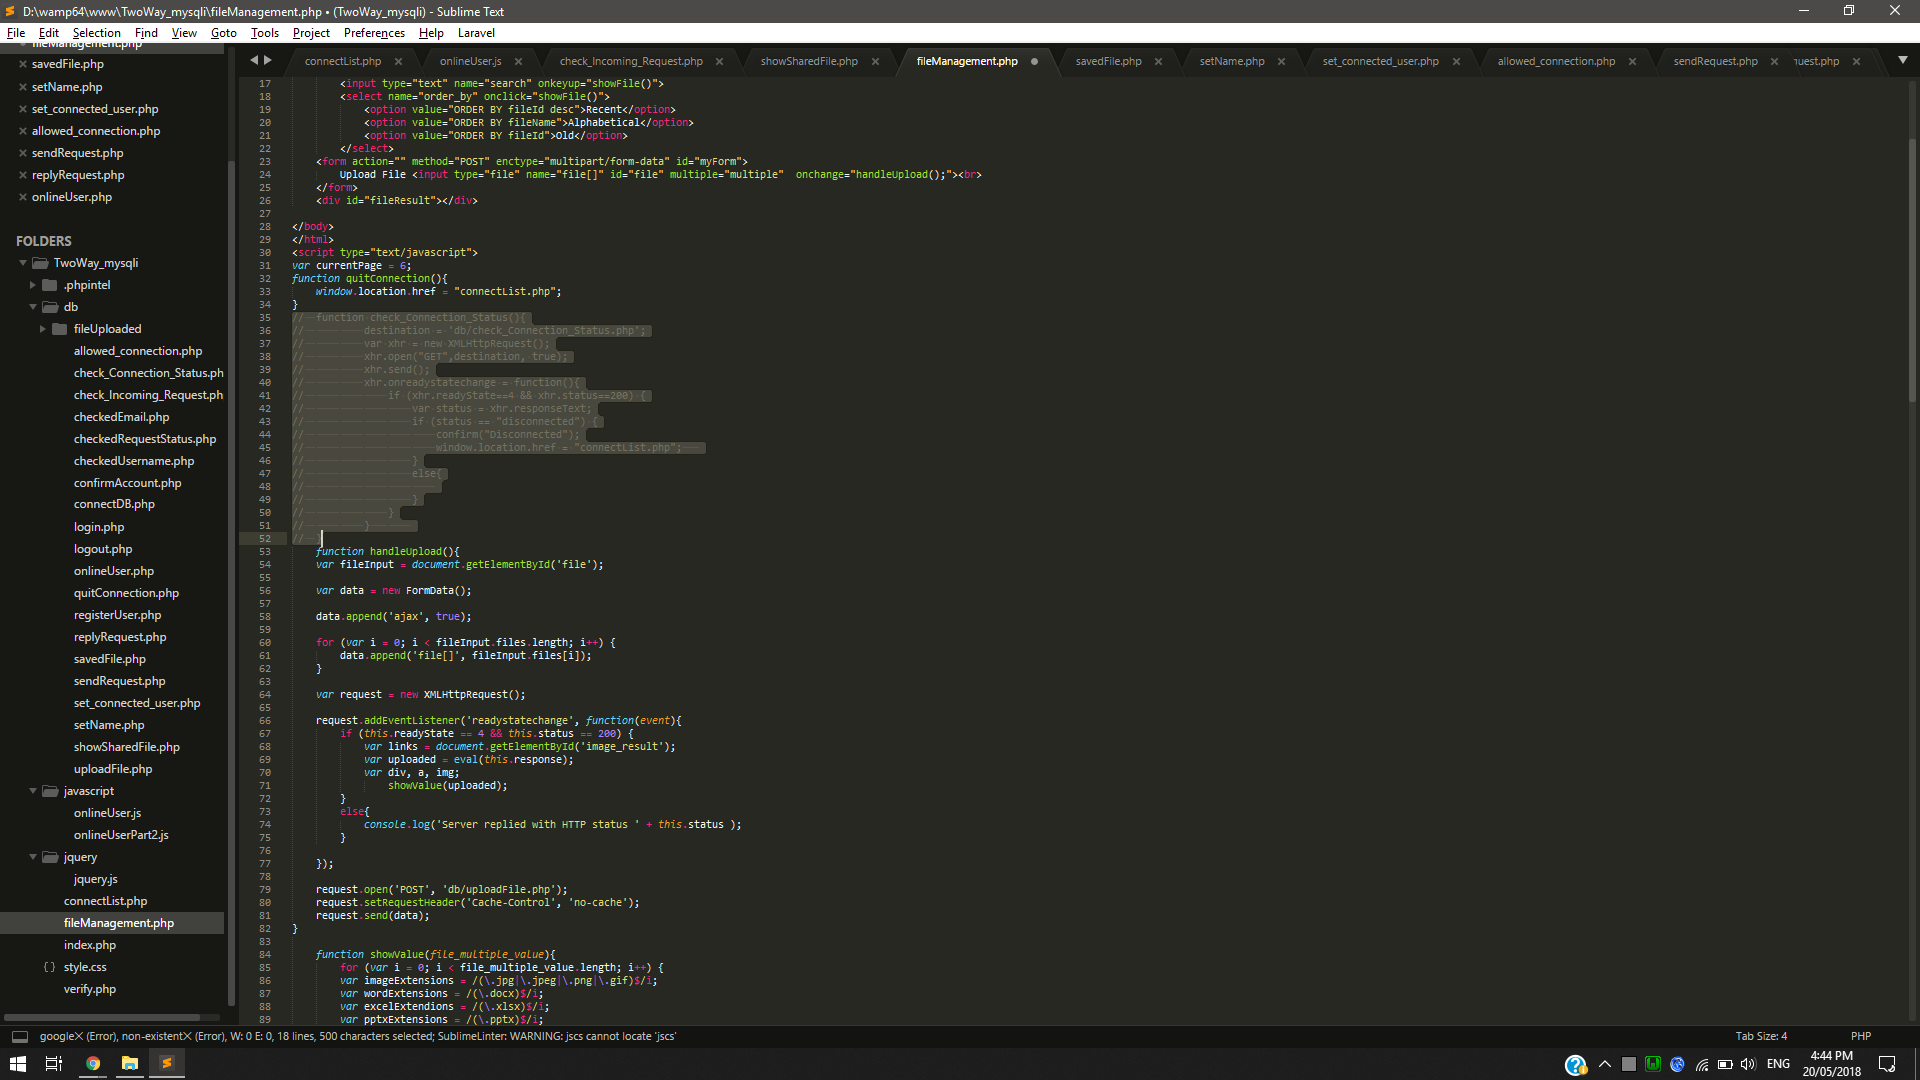 D:\wamp64\www\TwoWay_mysqli\fileManagement.php • (TwoWay_mysqli) - Sublime Text
File Edit Selection Find View Goto Tools Project Preferences Help Laravel
fileManagement.php
savedFile.php
setName.php
set_connected_user.php
allowed_connection.php
sendRequest.php
replyRequest.php
onlineUser.php
FOLDERS
TwoWay_mysqli
.phpintel
db
fileUploaded
allowed_connection.php
check_Connection_Status.ph
check_Incoming_Request.ph
checkedEmail.php
checkedRequestStatus.php
checkedUsername.php
confirmAccount.php
connectDB.php
login.php
logout.php
onlineUser.php
quitConnection.php
registerUser.php
replyRequest.php
savedFile.php
sendRequest.php
set_connected_user.php
setName.php
showSharedFile.php
uploadFile.php
javascript
onlineUser.js
onlineUserPart2.js
jquery
jquery.js
connectList.php
fileManagement.php
index.php
{} style.css
verify.php
connectList.php onlineUser.js check_Incoming_Request.php showSharedFile.php fileManagement.php savedFile.php setName.php set_connected_user.php allowed_connection.php sendRequest.php uest.php
17 <input type="text" name="search" onkeyup="showFile()">
18 <select name="order_by" onclick="showFile()">
19 <option value="ORDER BY fileId desc">Recent</option>
20 <option value="ORDER BY fileName">Alphabetical</option>
21 <option value="ORDER BY fileId">Old</option>
22 </select>
23 <form action="" method="POST" enctype="multipart/form-data" id="myForm">
24 Upload File <input type="file" name="file[]" id="file" multiple="multiple"  onchange="handleUpload();"><br>
25 </form>
26 <div id="fileResult"></div>
27
28 </body>
29 </html>
30 <script type="text/javascript">
31 var currentPage = 6;
32 function quitConnection(){
33 window.location.href = "connectList.php";
34 }
35 // function check_Connection_Status(){
36 // destination = 'db/check_Connection_Status.php';
37 // var xhr = new XMLHttpRequest();
38 // xhr.open("GET",destination, true);
39 // xhr.send();
40 // xhr.onreadystatechange = function(){
41 // if (xhr.readyState==4 && xhr.status==200) {
42 // var status = xhr.responseText;
43 // if (status == "disconnected") {
44 // confirm("Disconnected");
45 // window.location.href = "connectList.php";
46 // }
47 // else{
48 //
49 // }
50 // }
51 // }
52 // }
53 function handleUpload(){
54 var fileInput = document.getElementById('file');
55
56 var data = new FormData();
57
58 data.append('ajax', true);
59
60 for (var i = 0; i < fileInput.files.length; i++) {
61 data.append('file[]', fileInput.files[i]);
62 }
63
64 var request = new XMLHttpRequest();
65
66 request.addEventListener('readystatechange', function(event){
67 if (this.readyState == 4 && this.status == 200) {
68 var links = document.getElementById('image_result');
69 var uploaded = eval(this.response);
70 var div, a, img;
71 showValue(uploaded);
72 }
73 else{
74 console.log('Server replied with HTTP status ' + this.status );
75 }
76
77 });
78
79 request.open('POST', 'db/uploadFile.php');
80 request.setRequestHeader('Cache-Control', 'no-cache');
81 request.send(data);
82 }
83
84 function showValue(file_multiple_value){
85 for (var i = 0; i < file_multiple_value.length; i++) {
86 var imageExtensions = /(\.jpg|\.jpeg|\.png|\.gif)$/i;
87 var wordExtensions = /(\.docx)$/i;
88 var excelExtendions = /(\.xlsx)$/i;
89 var pptxExtensions = /(\.pptx)$/i;
google✕ (Error), non-existent✕ (Error), W: 0 E: 0, 18 lines, 500 characters selected; SublimeLinter: WARNING: jscs cannot locate 'jscs'
Tab Size: 4 PHP
ENG 4:44 PM
20/05/2018